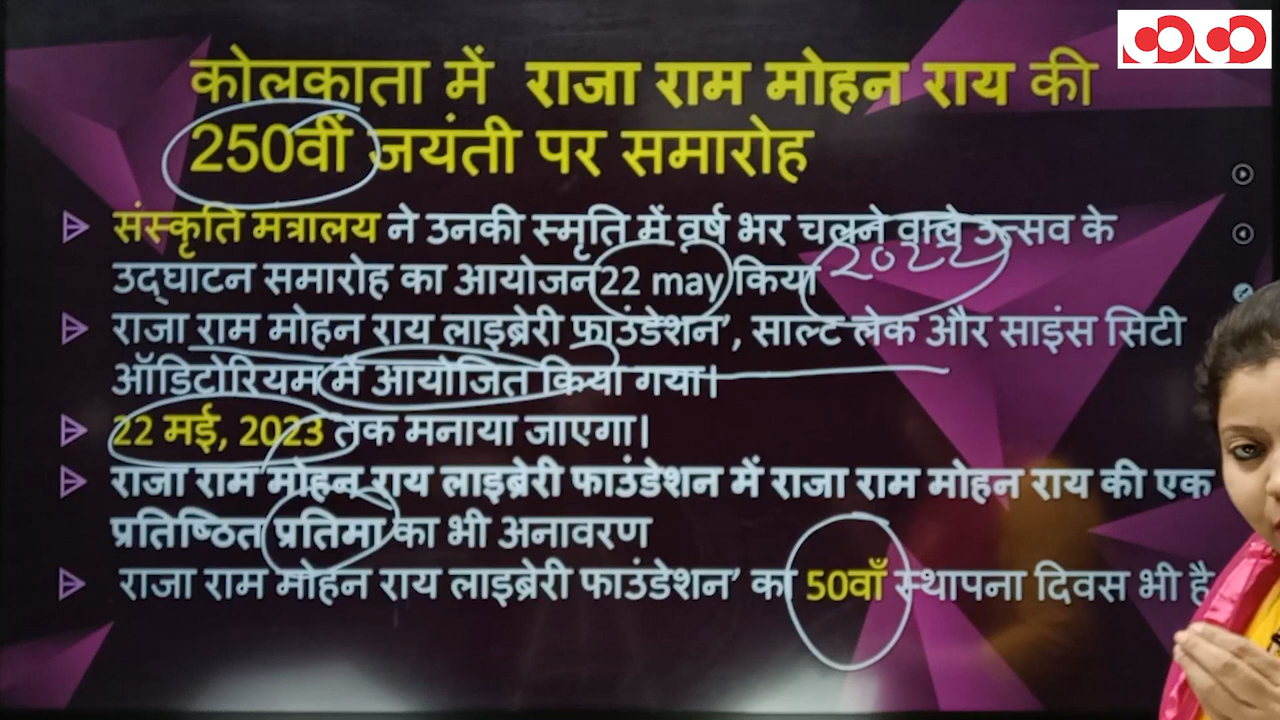 कोलकाता में राजा राम मोहन राय की
250वीं जयंती पर समारोह
संस्कृति मंत्रालय ने उनकी स्मृति में वर्ष भर चलने वाले उत्सव के
2022
उद्घाटन समारोह का आयोजन 22 may किया
राजा राम मोहन राय लाइब्रेरी फाउंडेशन’, साल्ट लेक और साइंस सिटी
ऑडिटोरियम में आयोजित किया गया।
22 मई, 2023 तक मनाया जाएगा।
राजा राम मोहन राय लाइब्रेरी फाउंडेशन में राजा राम मोहन राय की एक
प्रतिष्ठित प्रतिमा का भी अनावरण
राजा राम मोहन राय लाइब्रेरी फाउंडेशन’ का 50वाँ स्थापना दिवस भी है